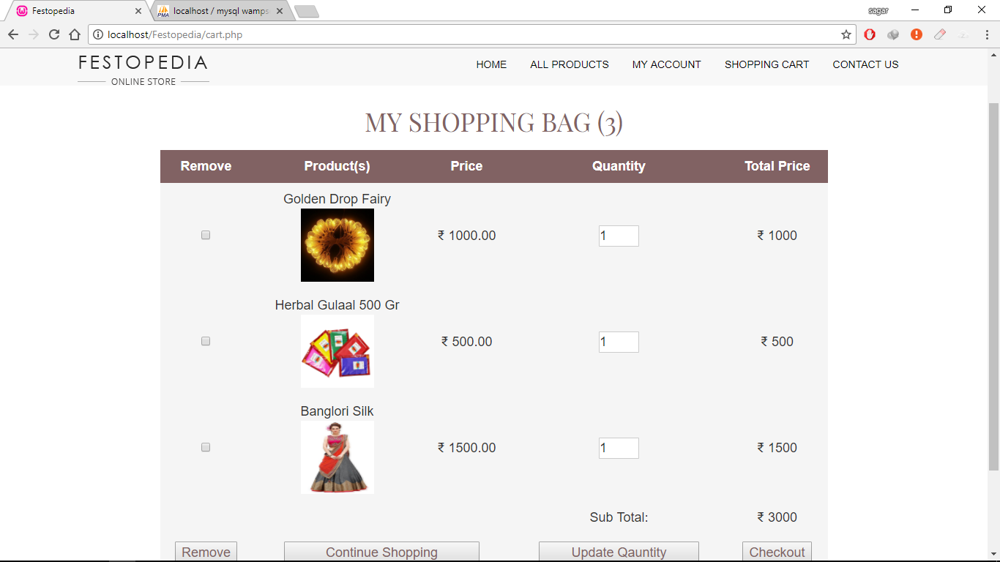 Festopedia
localhost / mysql wamps
sagar
localhost/Festopedia/cart.php
FESTOPEDIA
ONLINE STORE
HOME ALL PRODUCTS MY ACCOUNT SHOPPING CART CONTACT US
MY SHOPPING BAG (3)
Remove Product(s) Price Quantity Total Price
Golden Drop Fairy
₹ 1000.00 1 ₹ 1000
Herbal Gulaal 500 Gr
₹ 500.00 1 ₹ 500
Banglori Silk
₹ 1500.00 1 ₹ 1500
Sub Total: ₹ 3000
Remove Continue Shopping Update Qauntity Checkout